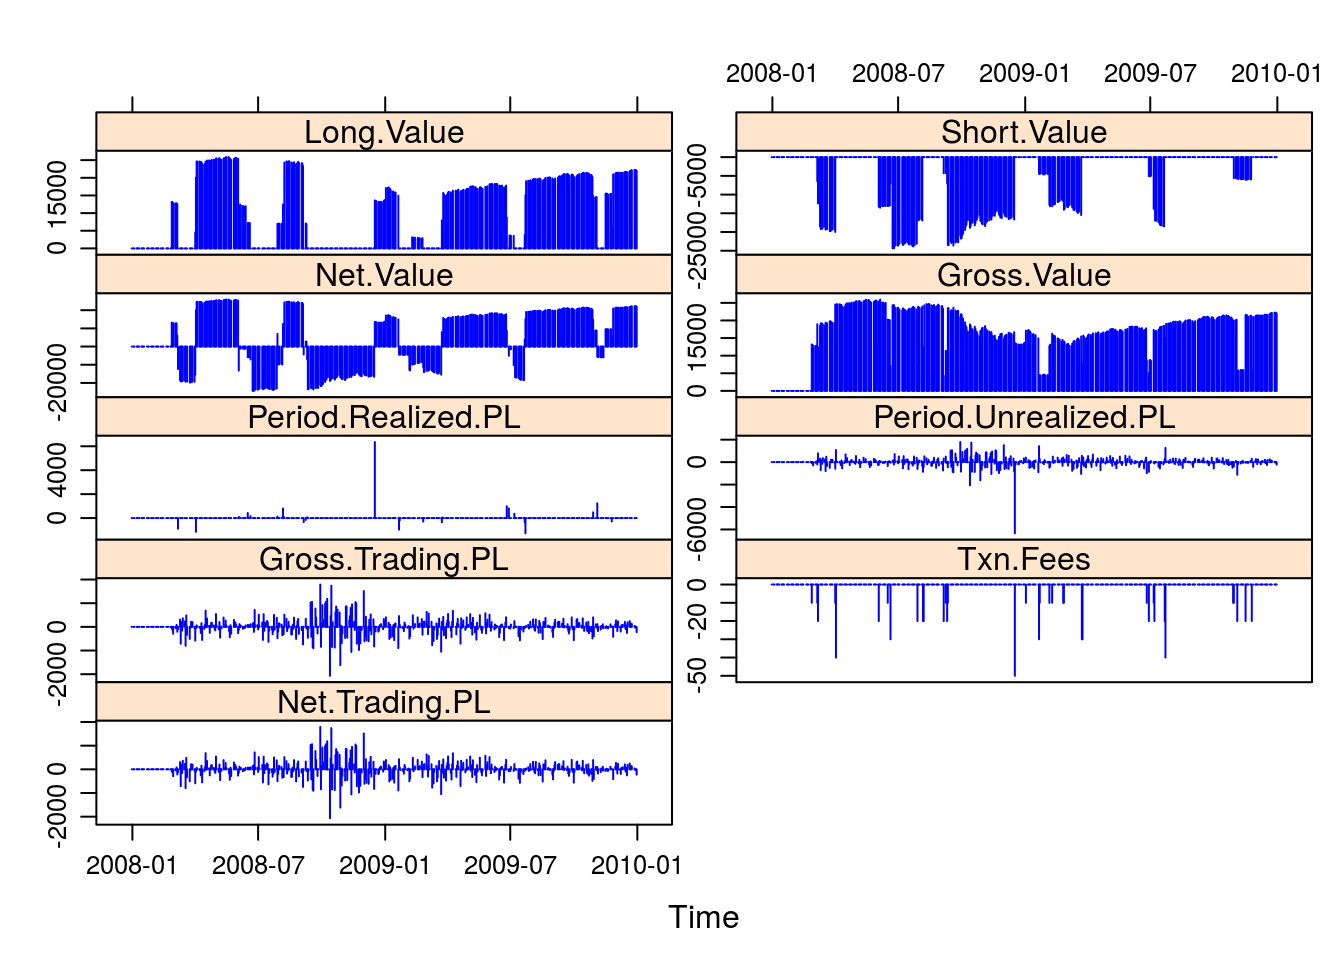 2008-01 2008-07 2009-01 2009-07 2010-01
Long.Value
0 15000
Short.Value
-25000 -5000
Net.Value
-20000
Gross.Value
0 15000
Period.Realized.PL
0 4000
Period.Unrealized.PL
-6000 0
Gross.Trading.PL
-2000 0
Txn.Fees
-50 -20 0
Net.Trading.PL
-2000 0
2008-01 2008-07 2009-01 2009-07 2010-01
Time